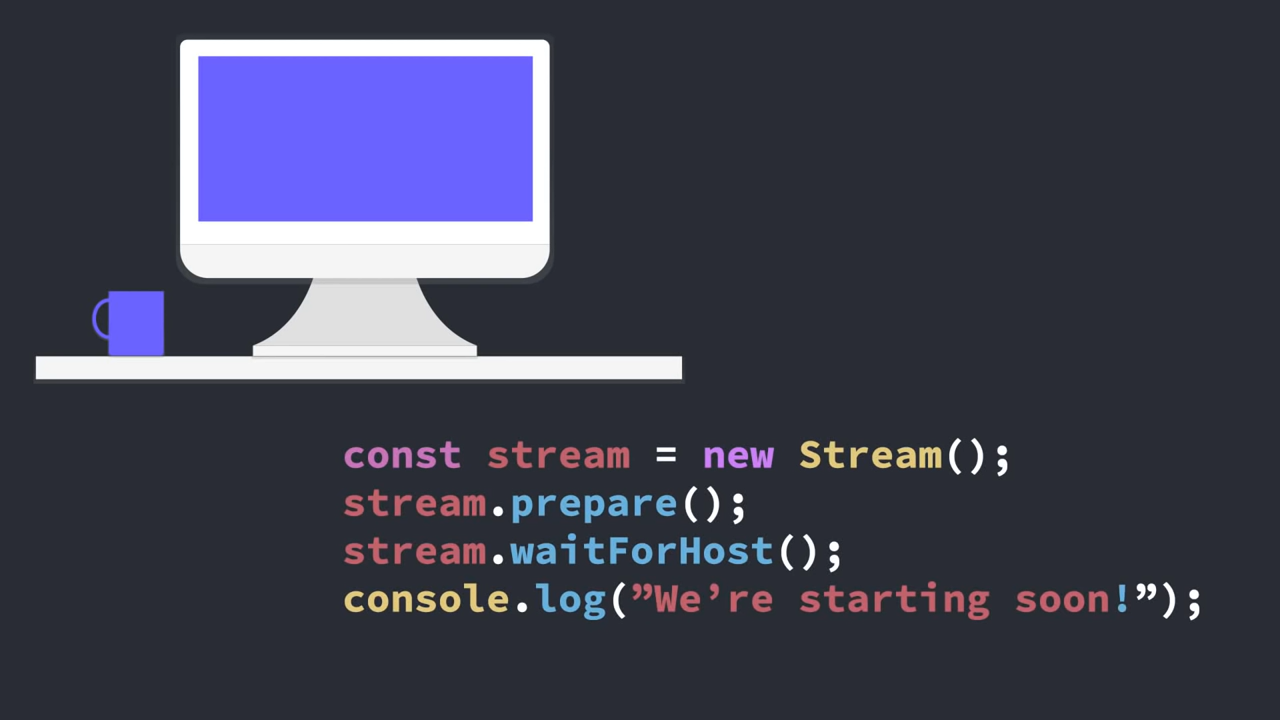 const stream = new Stream();
stream.prepare();
stream.waitForHost();
console.log(”We’re starting soon!”);